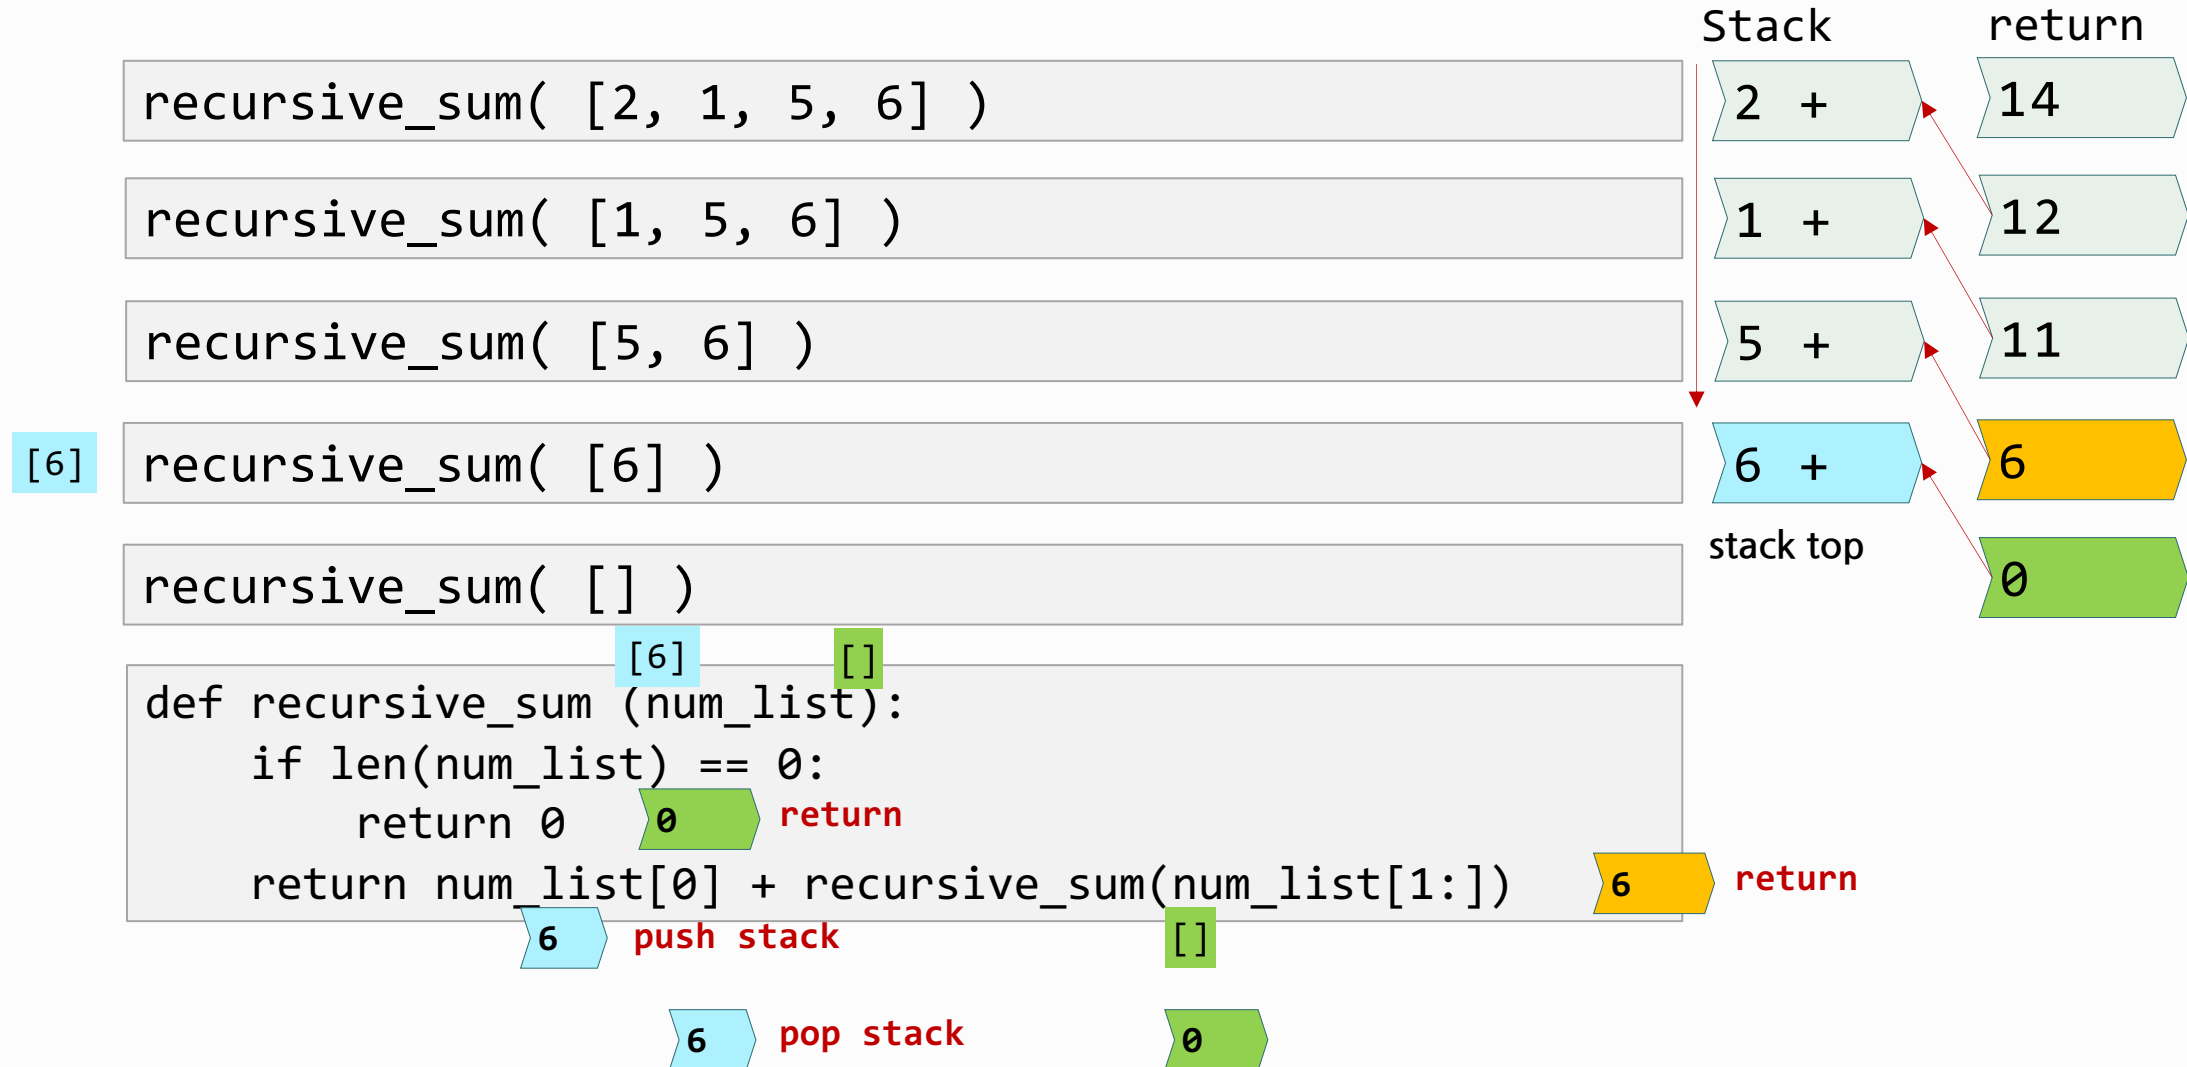 Stack return
recursive_sum( [2, 1, 5, 6] ) 2 + 14
recursive_sum( [1, 5, 6] ) 1 + 12
recursive_sum( [5, 6] ) 5 + 11
[6] recursive_sum( [6] ) 6 + 6
stack top
recursive_sum( [] ) 0
[6] []
def recursive_sum (num_list):
    if len(num_list) == 0:
        return 0 0 return
    return num_list[0] + recursive_sum(num_list[1:]) 6 return
6 push stack []
6 pop stack 0